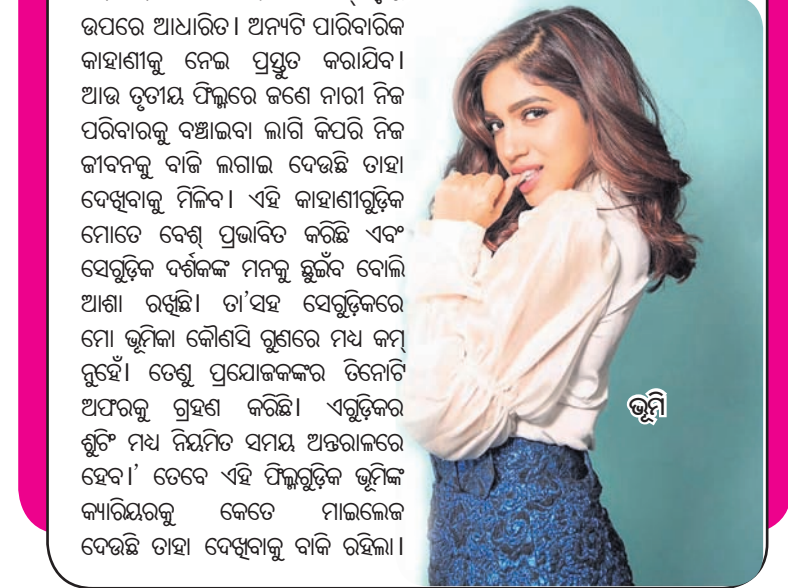 ଉପରେ ଆଧାରିତ। ଅନ୍ୟଟି ପାରିବାରିକ
କାହାଣୀକୁ ନେଇ ପ୍ରସ୍ତୁତ କରାଯିବ।
ଆଉ ତୃତୀୟ ଫିଲ୍ମରେ ଜଣେ ନାରୀ ନିଜ
ପରିବାରକୁ ବଞ୍ଚାଇବା ଲାଗି କିପରି ନିଜ
ଜୀବନକୁ ବାଜି ଲଗାଇ ଦେଉଛି ତାହା
ଦେଖିବାକୁ ମିଳିବ। ଏହି କାହାଣୀଗୁଡ଼ିକ
ମୋତେ ବେଶ୍ ପ୍ରଭାବିତ କରିଛି ଏବଂ
ସେଗୁଡ଼ିକ ଦର୍ଶକଙ୍କ ମନକୁ ଛୁଇଁବ ବୋଲି
ଆଶା ରଖିଛି। ତା'ସହ ସେଗୁଡ଼ିକରେ
ମୋ ଭୂମିକା କୌଣସି ଗୁଣରେ ମଧ୍ୟ କମ୍
ନୁହେଁ। ତେଣୁ ପ୍ରଯୋଜକଙ୍କର ତିନୋଟି
ଅଫରକୁ ଗ୍ରହଣ କରିଛି। ଏଗୁଡ଼ିକର
ଶୁଟିଂ ମଧ୍ୟ ନିୟମିତ ସମୟ ଅନ୍ତରାଳରେ
ହେବ।' ତେବେ ଏହି ଫିଲ୍ମଗୁଡ଼ିକ ଭୂମିଙ୍କ
କ୍ୟାରିୟରକୁ କେତେ ମାଇଲେଜ
ଦେଉଛି ତାହା ଦେଖିବାକୁ ବାକି ରହିଲା।
ଭୂମି